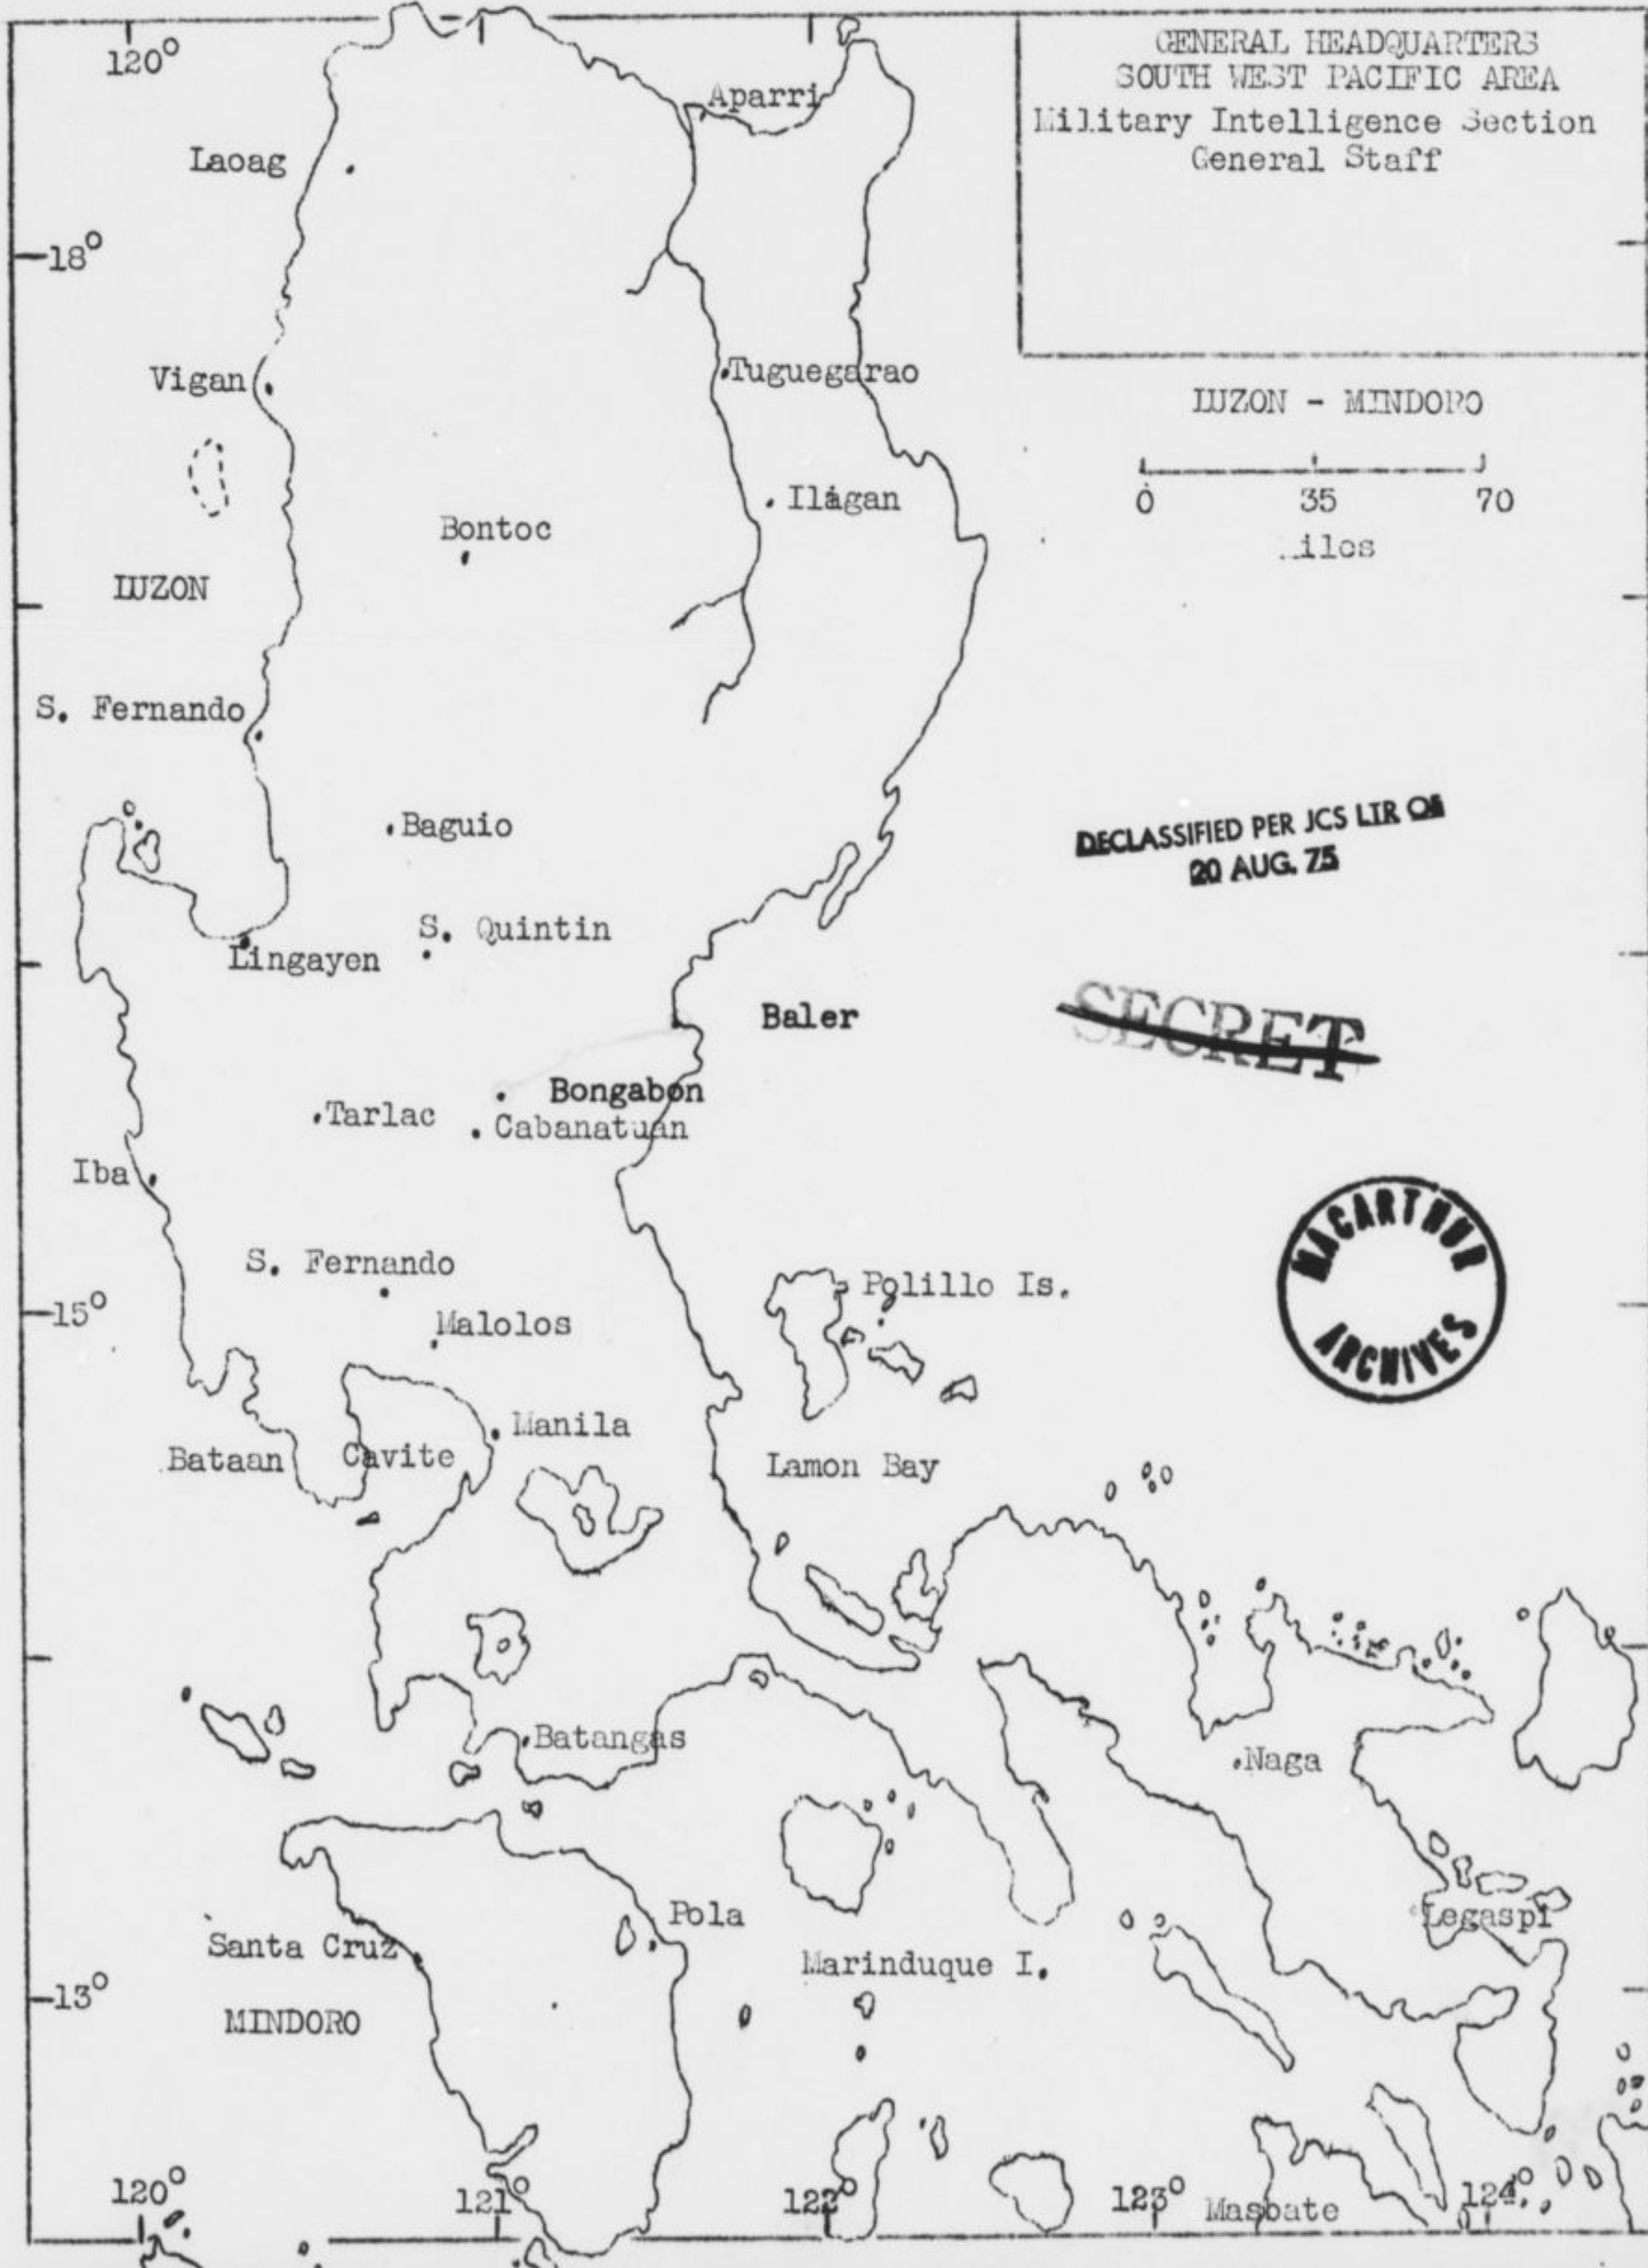 GENERAL HEADQUARTERS
SOUTH WEST PACIFIC AREA
Military Intelligence Section
General Staff
120°
Aparri
Laoag
18°
Vigan
Tuguegarao
LUZON - MINDORO
0 35 70
Ilagan
Bontoc
LUZON
S. Fernando
Baguio
DECLASSIFIED PER JCS LTR OF
20 AUG. 75
S. Quintin
Lingayen
Baler
SECRET
Bongabon
Tarlac
Cabanatuan
Iba
S. Fernando
Polillo Is.
MACARTHUR
ARCHIVES
15°
Malolos
Manila
Bataan
Cavite
Lamon Bay
Batangas
Naga
Pola
Legaspi
Santa Cruz
Marinduque I.
13°
MINDORO
120° 121° 122° 123° 124°
Masbate